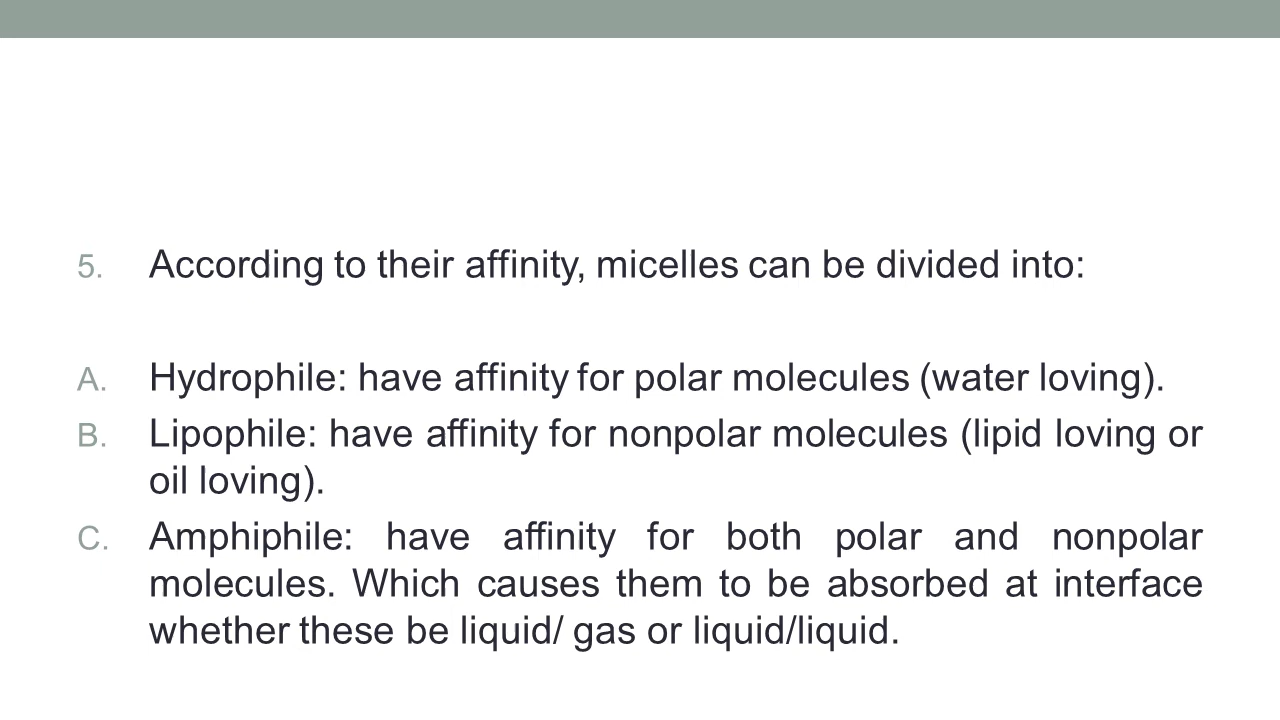 5. According to their affinity, micelles can be divided into:
A. Hydrophile: have affinity for polar molecules (water loving).
B. Lipophile: have affinity for nonpolar molecules (lipid loving or
oil loving).
C. Amphiphile: have affinity for both polar and nonpolar
molecules. Which causes them to be absorbed at interface
whether these be liquid/ gas or liquid/liquid.